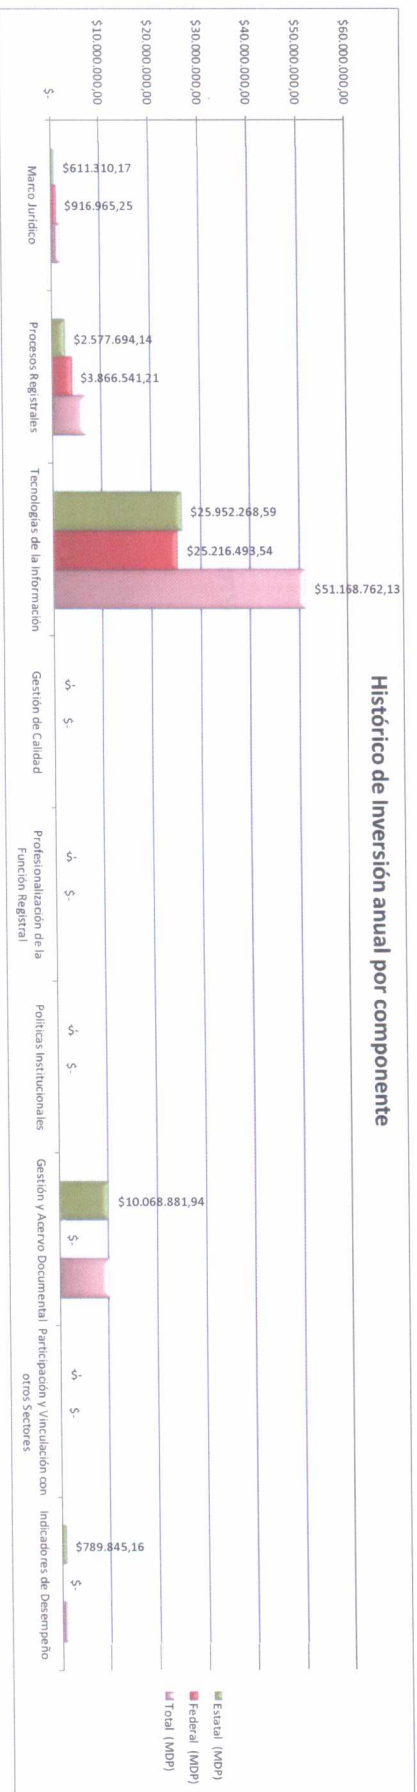 Histórico de Inversión anual por componente
$60.000.000,00
$50.000.000,00
$40.000.000,00
$30.000.000,00
$20.000.000,00
$10.000.000,00
$-
$611.310,17
$916.965,25
$2.577.694,14
$3.866.541,21
$25.952.268,59
$25.216.493,54
$51.168.762,13
$-
$-
$-
$-
$-
$-
$10.068.881,94
$-
$-
$-
$789.845,16
$-
Marco Jurídico
Procesos Registrales
Tecnologías de la Información
Gestión de Calidad
Profesionalización de la
Función Registral
Políticas Institucionales
Gestión y Acervo Documental
Participación y Vinculación con
otros Sectores
Indicadores de Desempeño
Estatal (MDP)
Federal (MDP)
Total (MDP)